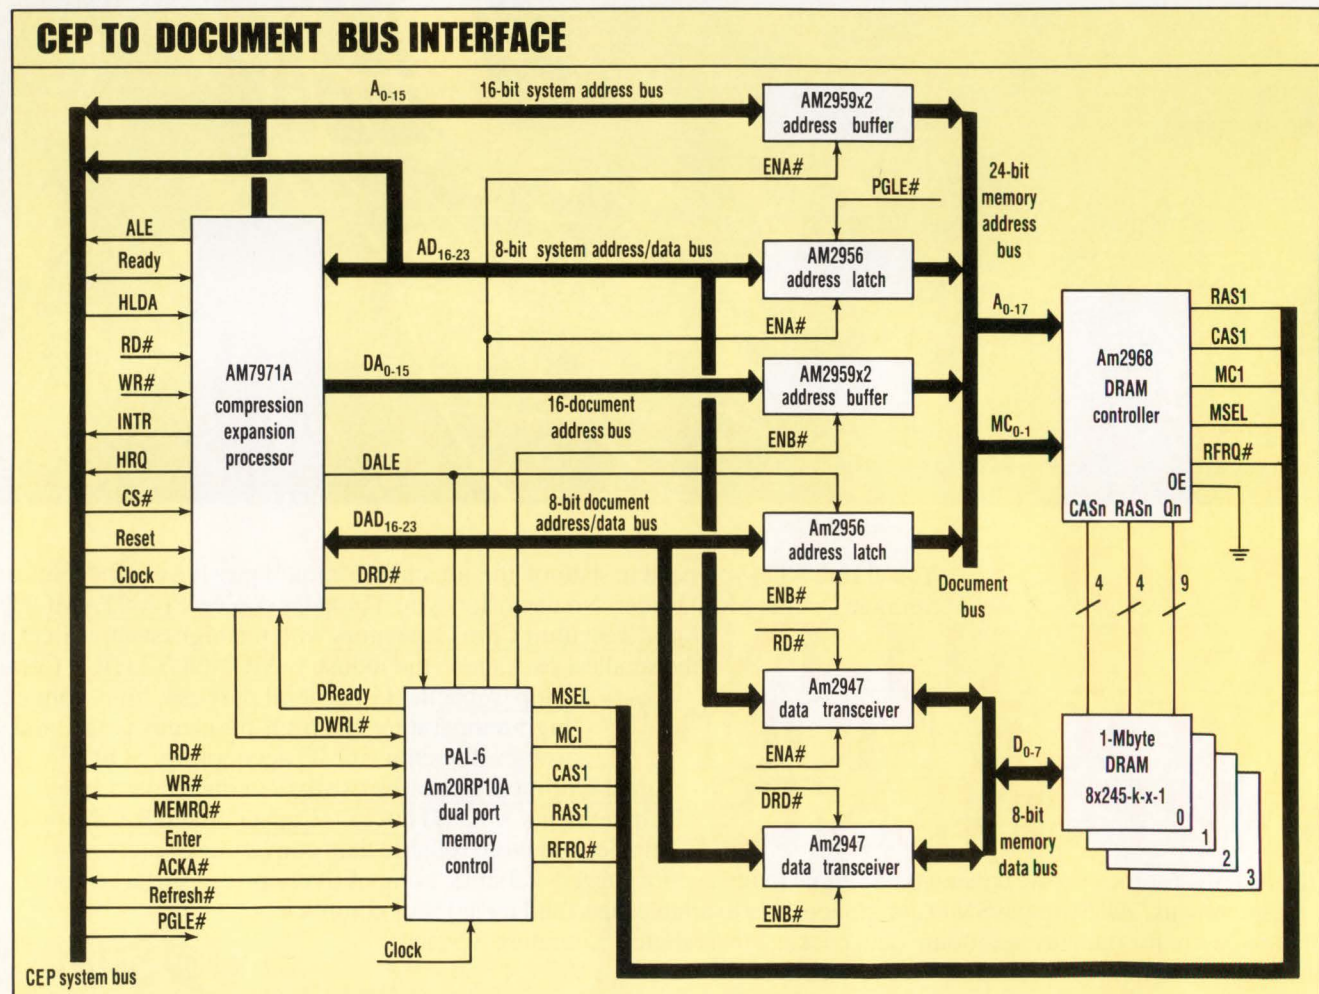 CEP TO DOCUMENT BUS INTERFACE
A0-15
16-bit system address bus
AM2959x2
address buffer
ENA#
PGLE#
24-bit
memory
address
bus
ALE
Ready
HLDA
RD#
WR#
INTR
HRQ
CS#
Reset
Clock
AM7971A
compression
expansion
processor
AD16-23
8-bit system address/data bus
AM2956
address latch
ENA#
A0-17
DA0-15
16-document
address bus
AM2959x2
address buffer
ENB#
MC0-1
Am2968
DRAM
controller
OE
CASn RASn Qn
RAS1
CAS1
MC1
MSEL
RFRQ#
DALE
8-bit document
address/data bus
DAD16-23
Am2956
address latch
ENB#
Document
bus
4
4
9
DRD#
RD#
Am2947
data transceiver
ENA#
DReady
DWRL#
RD#
WR#
MEMRQ#
Enter
ACKA#
Refresh#
PGLE#
PAL-6
Am20RP10A
dual port
memory
control
MSEL
MCI
CAS1
RAS1
RFRQ#
Clock
DRD#
Am2947
data transceiver
ENB#
D0-7
8-bit
memory
data bus
1-Mbyte
DRAM
8x245-k-x-1
0
1
2
3
CEP system bus